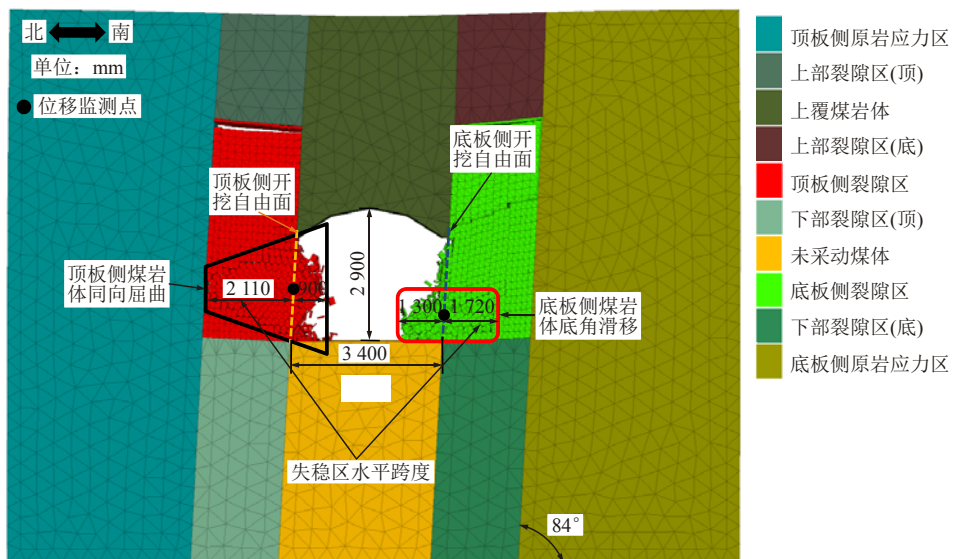 北 南
单位：mm
位移监测点
顶板侧开
挖自由面
底板侧开
挖自由面
顶板侧煤岩
体同向屈曲
2 110
900
2 900
1 300
1 720
底板侧煤岩
体底角滑移
3 400
失稳区水平跨度
84°
顶板侧原岩应力区
上部裂隙区(顶)
上覆煤岩体
上部裂隙区(底)
顶板侧裂隙区
下部裂隙区(顶)
未采动煤体
底板侧裂隙区
下部裂隙区(底)
底板侧原岩应力区